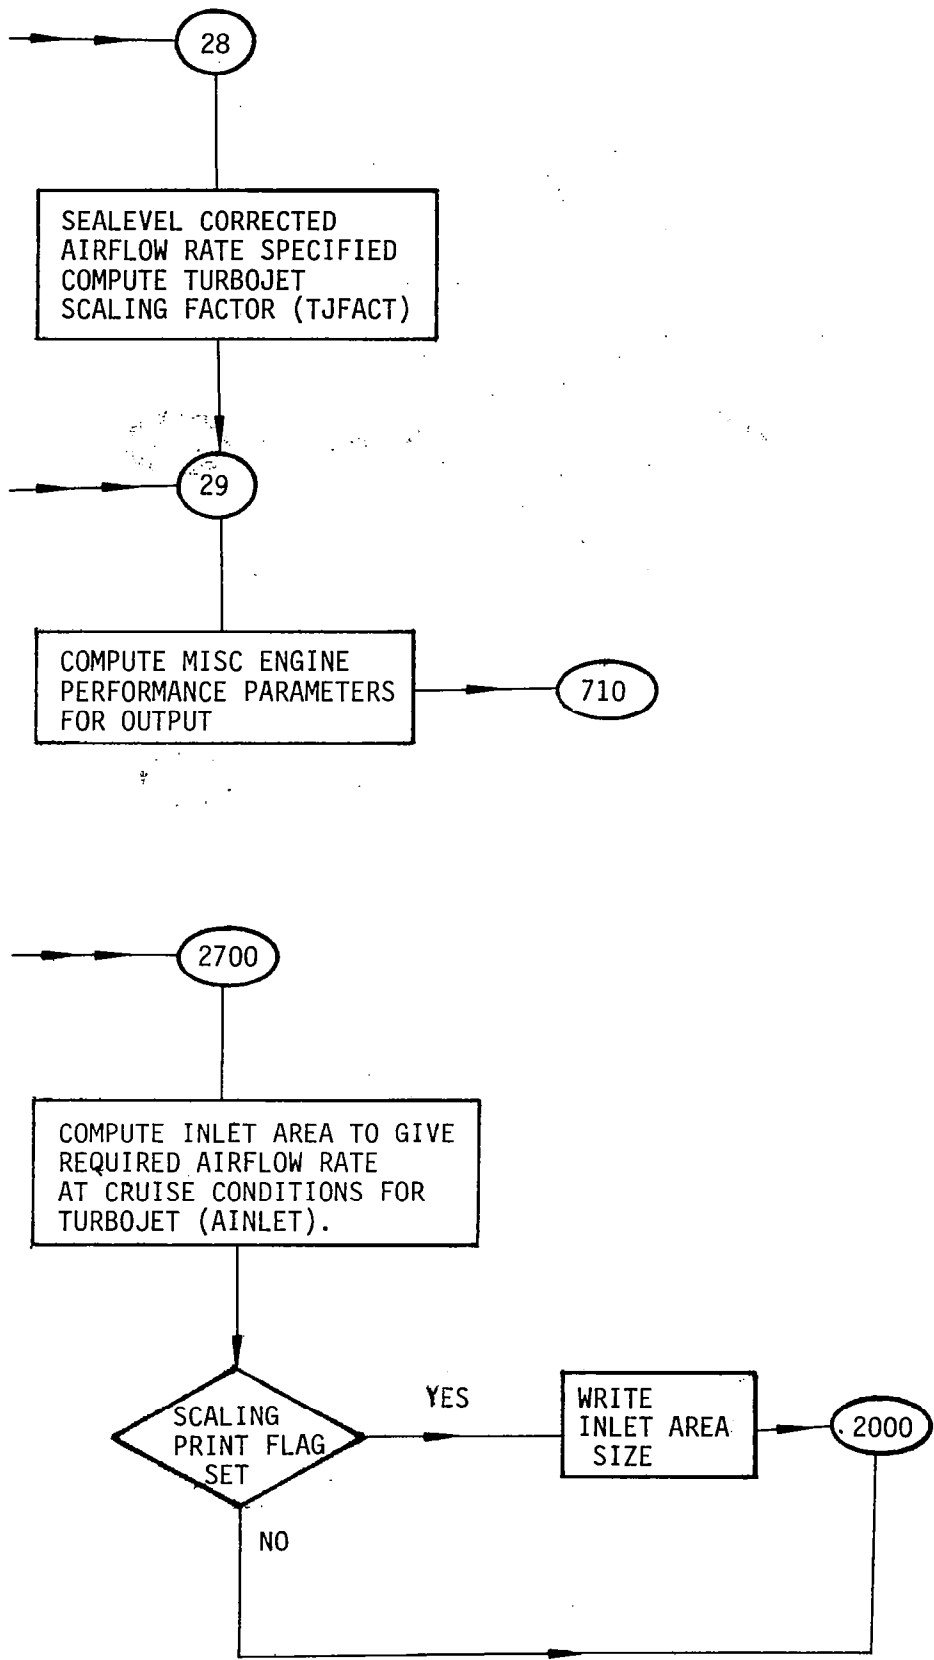 28
SEALEVEL CORRECTED
AIRFLOW RATE SPECIFIED
COMPUTE TURBOJET
SCALING FACTOR (TJFACT)
29
COMPUTE MISC ENGINE
PERFORMANCE PARAMETERS
FOR OUTPUT
710
2700
COMPUTE INLET AREA TO GIVE
REQUIRED AIRFLOW RATE
AT CRUISE CONDITIONS FOR
TURBOJET (AINLET).
SCALING
PRINT FLAG
SET
YES
WRITE
INLET AREA
SIZE
2000
NO